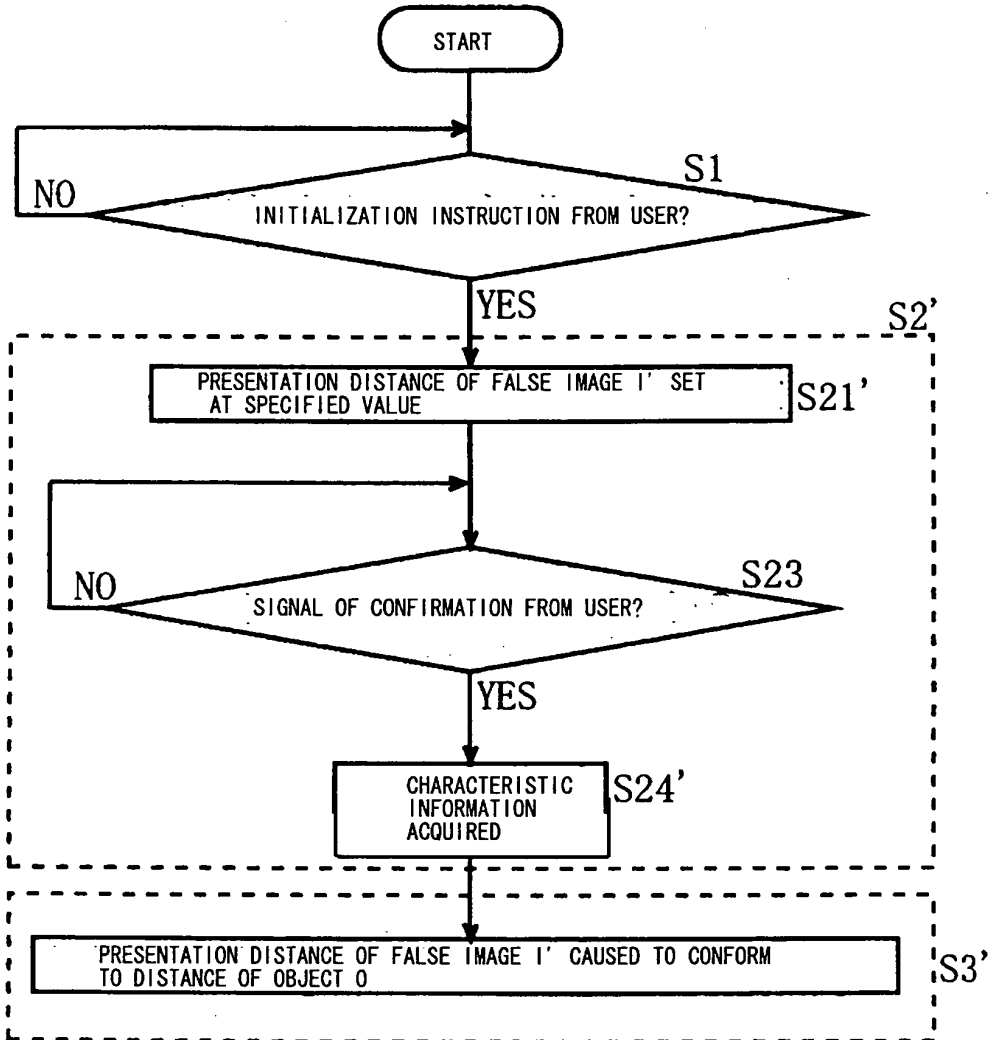 START
S1
NO
INITIALIZATION INSTRUCTION FROM USER?
YES
S2'
PRESENTATION DISTANCE OF FALSE IMAGE I' SET
AT SPECIFIED VALUE
S21'
NO
S23
SIGNAL OF CONFIRMATION FROM USER?
YES
CHARACTERISTIC
INFORMATION
ACQUIRED
S24'
PRESENTATION DISTANCE OF FALSE IMAGE I' CAUSED TO CONFORM
TO DISTANCE OF OBJECT O
S3'